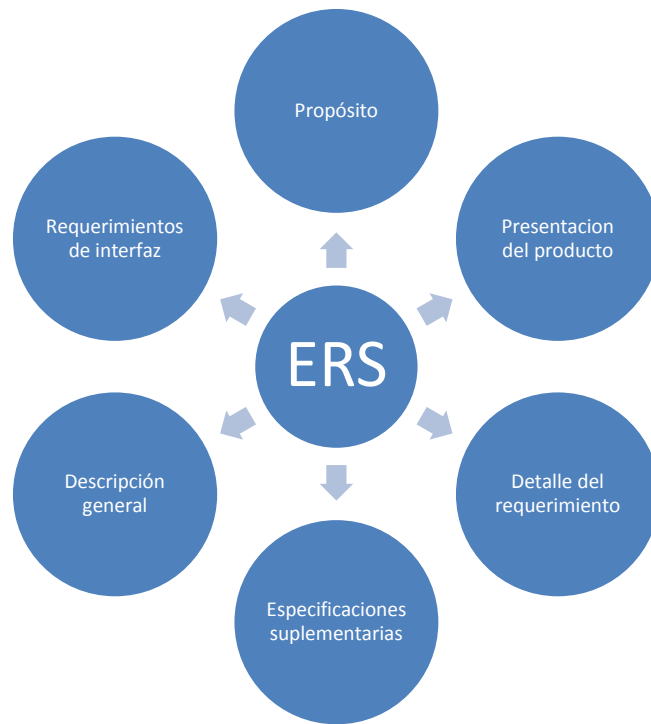 Propósito
Requerimientos
de interfaz
Presentacion
del producto
ERS
Descripción
general
Detalle del
requerimiento
Especificaciones
suplementarias